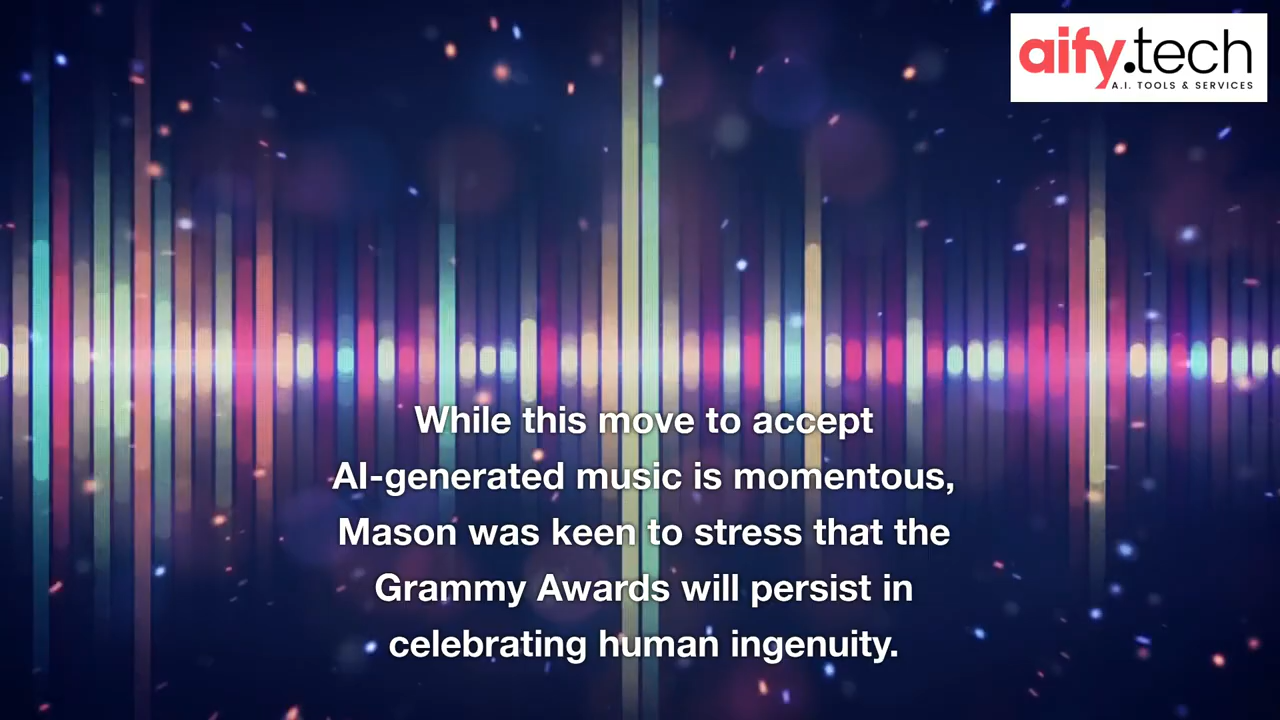 aify.tech
A.I. TOOLS & SERVICES
While this move to accept
AI-generated music is momentous,
Mason was keen to stress that the
Grammy Awards will persist in
celebrating human ingenuity.